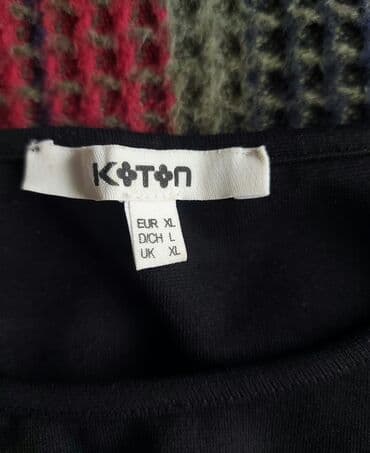 KOTON
EUR XL
D/CH L
UK XL